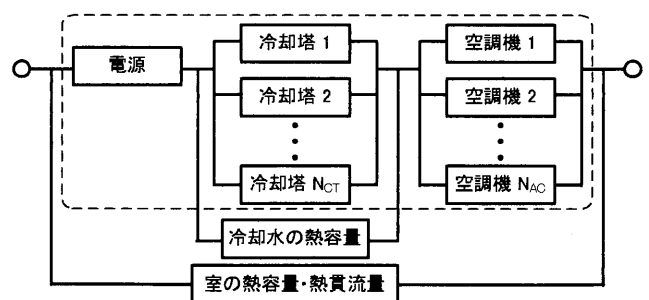 電源
冷却塔 1
冷却塔 2
冷却塔 NCT
空調機 1
空調機 2
空調機 NAC
冷却水の熱容量
室の熱容量・熱貫流量